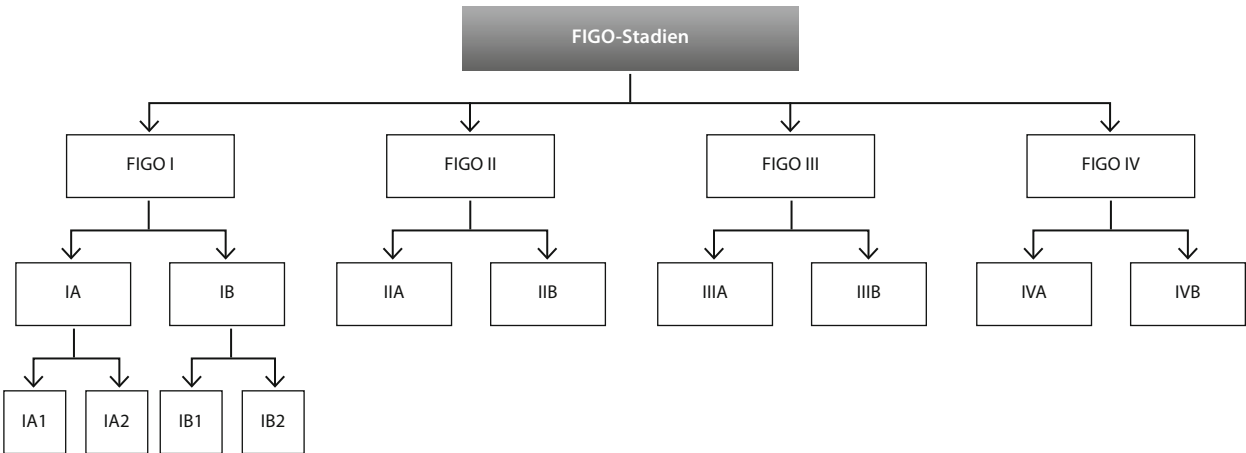 FIGO-Stadien
FIGO I
FIGO II
FIGO III
FIGO IV
IA
IB
IIA
IIB
IIIA
IIIB
IVA
IVB
IA1
IA2
IB1
IB2